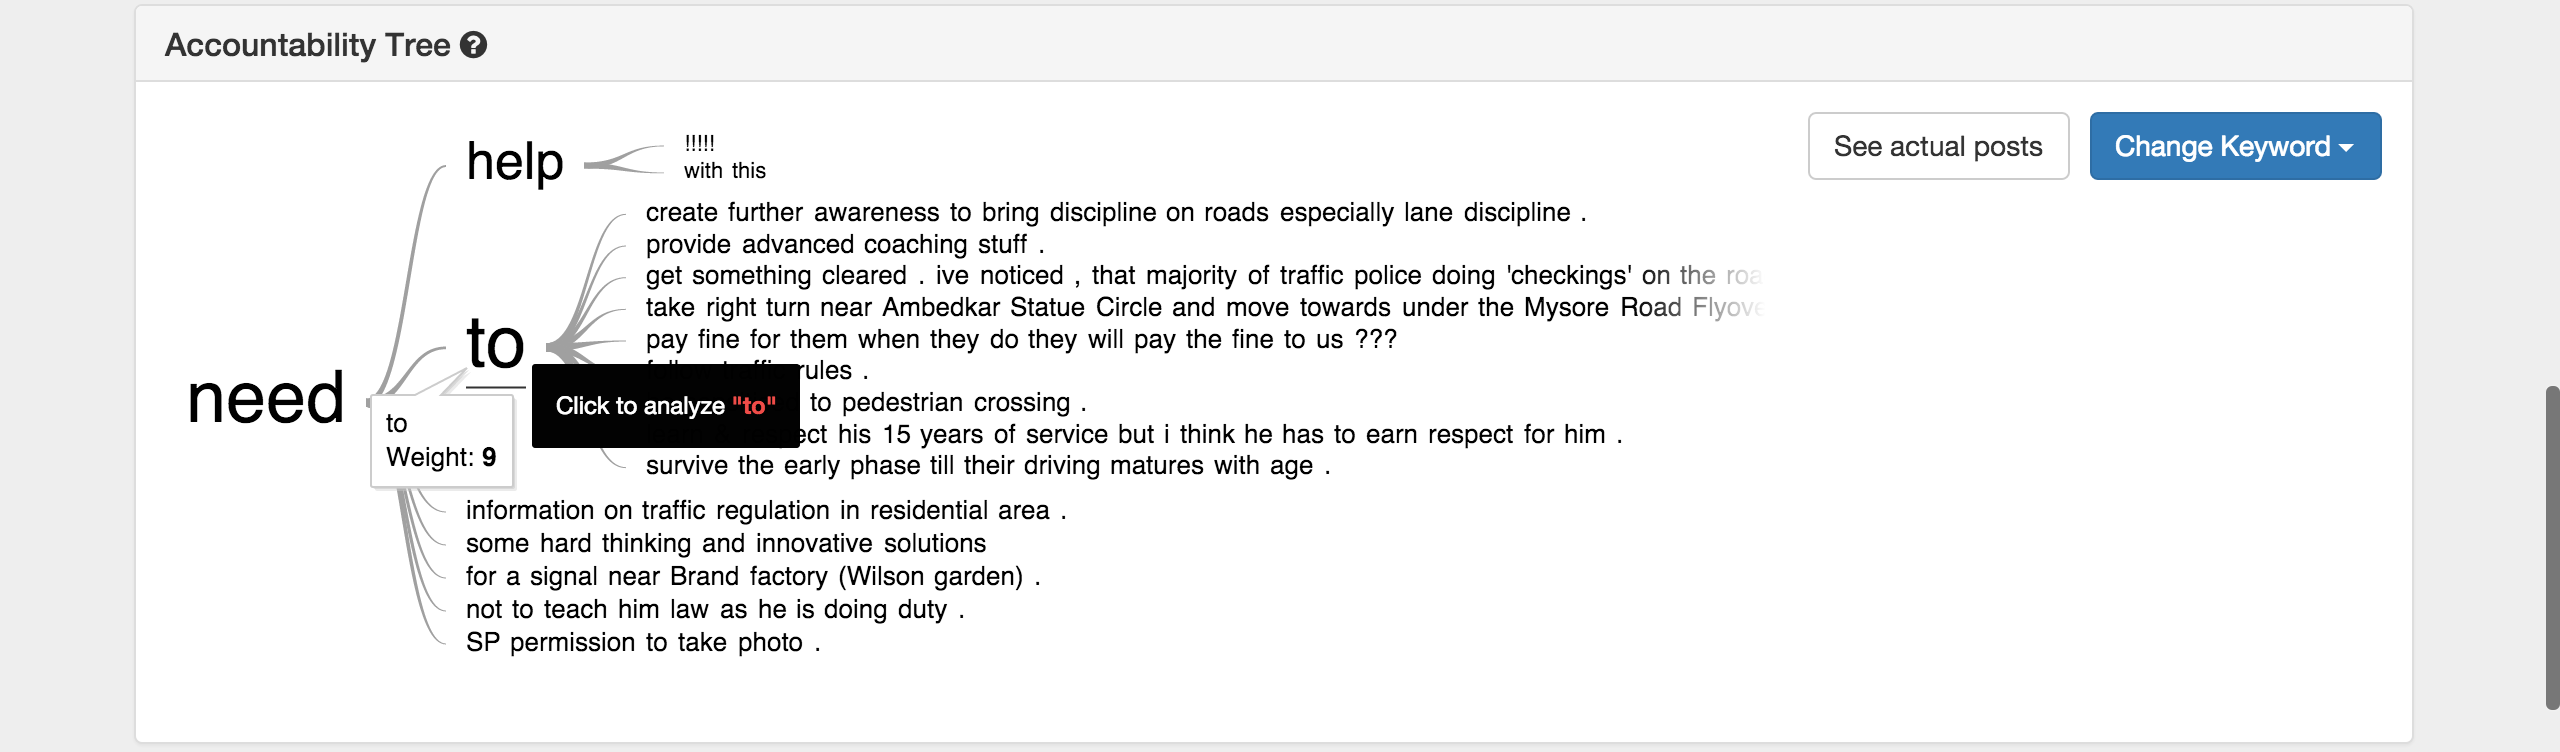 Accountability Tree ?
See actual posts
Change Keyword
need
help
!!!!!
with this
to
create further awareness to bring discipline on roads especially lane discipline .
provide advanced coaching stuff .
get something cleared . ive noticed , that majority of traffic police doing 'checkings' on the roa
take right turn near Ambedkar Statue Circle and move towards under the Mysore Road Flyove
pay fine for them when they do they will pay the fine to us ???
rules .
to pedestrian crossing .
his 15 years of service but i think he has to earn respect for him .
survive the early phase till their driving matures with age .
to
Weight: 9
Click to analyze "to"
information on traffic regulation in residential area .
some hard thinking and innovative solutions
for a signal near Brand factory (Wilson garden) .
not to teach him law as he is doing duty .
SP permission to take photo .